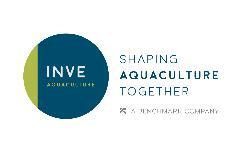 INVE
AQUACULTURE
SHAPING
AQUACULTURE
TOGETHER
A BENCHMARK COMPANY